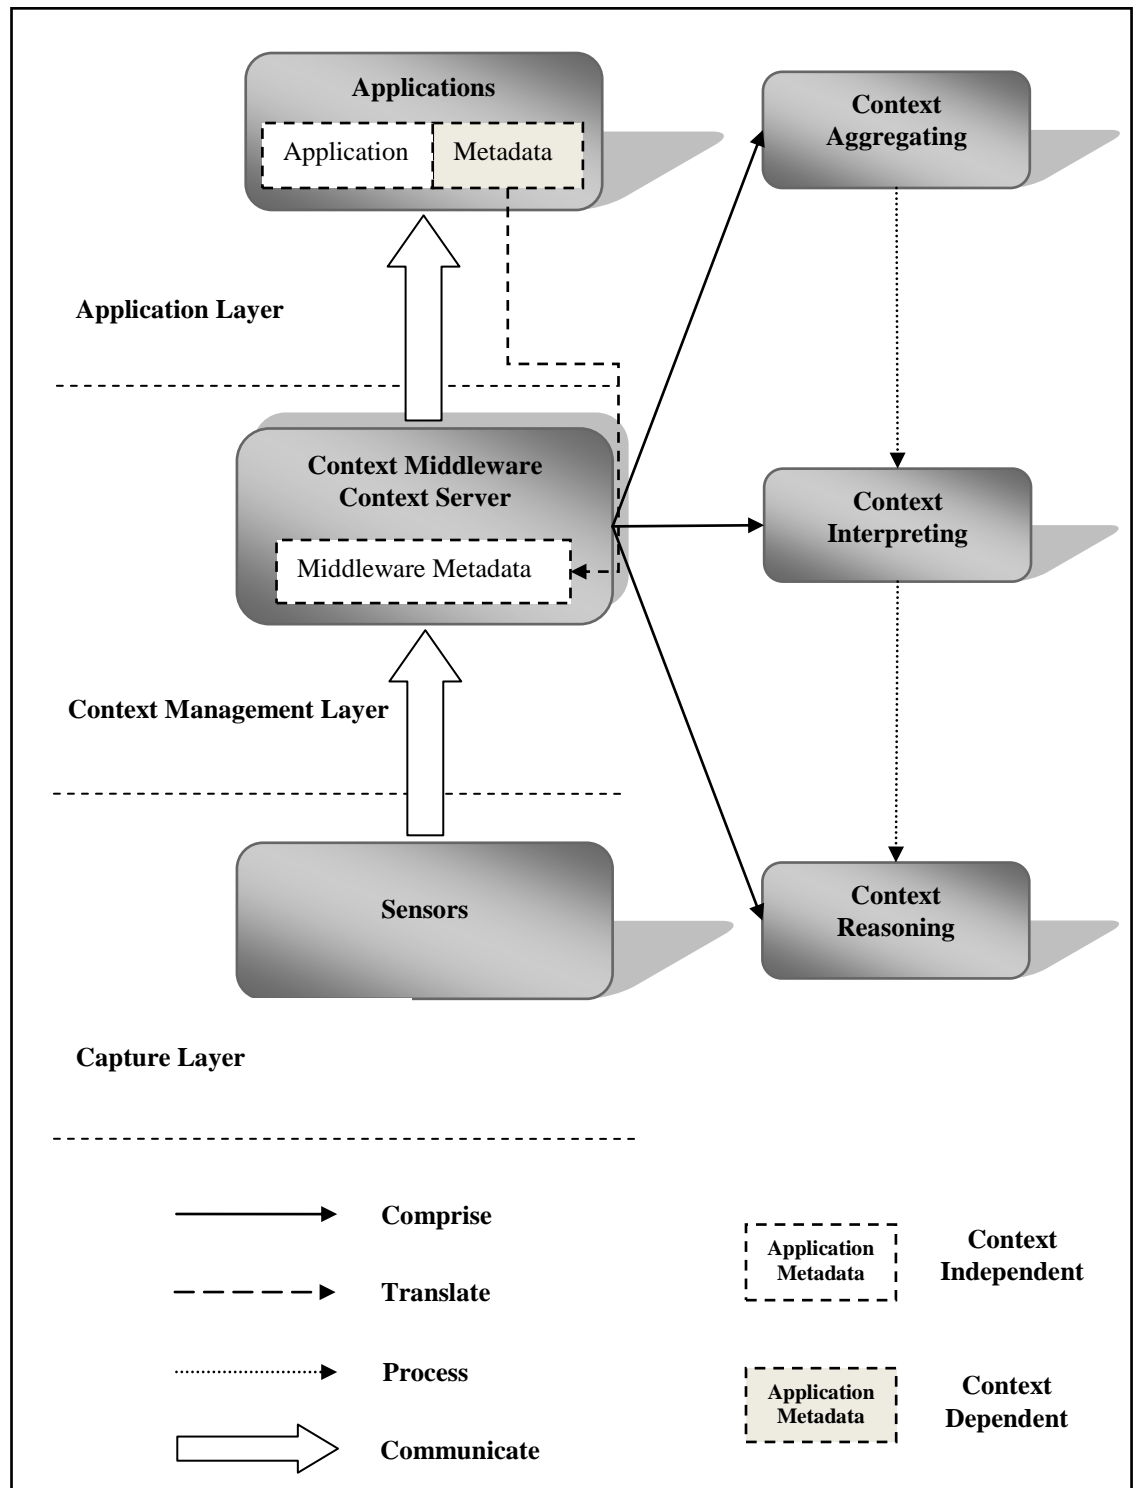 Applications
Application
Metadata
Context
Aggregating
Application Layer
Context Middleware
Context Server
Middleware Metadata
Context
Interpreting
Context Management Layer
Sensors
Context
Reasoning
Capture Layer
Comprise
Translate
Process
Communicate
Application
Metadata
Context
Independent
Application
Metadata
Context
Dependent